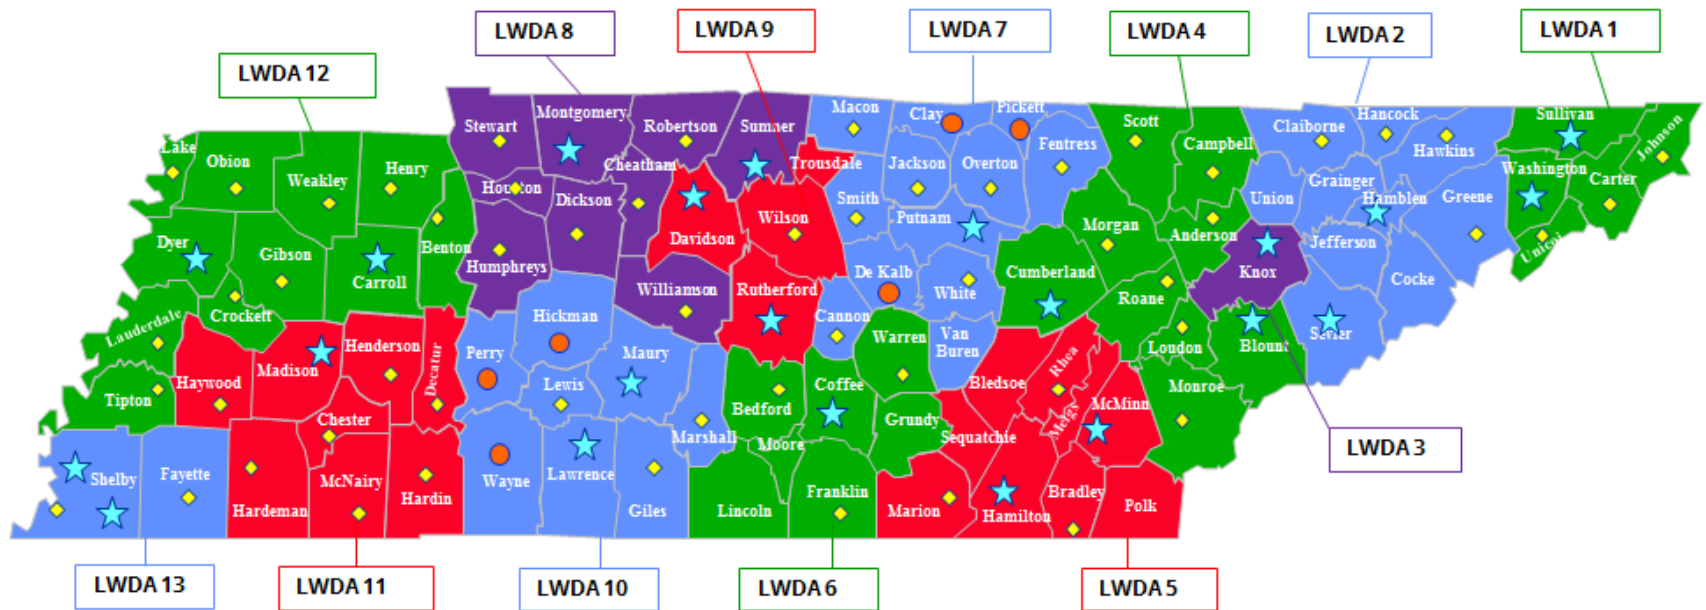 LWDA 8
LWDA 9
LWDA 7
LWDA 4
LWDA 2
LWDA 1
LWDA 12
Lake
Obion
Weakley
Henry
Dyer
Gibson
Carroll
Benton
Crockett
Lauderdale
Tipton
Haywood
Madison
Henderson
Decatur
Chester
McNairy
Hardeman
Hardin
Shelby
Fayette
Stewart
Montgomery
Robertson
Sumner
Houston
Dickson
Cheatham
Humphreys
Williamson
Trousdale
Davidson
Wilson
Rutherford
Hickman
Perry
Lewis
Maury
Marshall
Wayne
Lawrence
Giles
Macon
Clay
Pickett
Jackson
Overton
Fentress
Smith
Putnam
De Kalb
White
Cannon
Van
Buren
Warren
Bedford
Coffee
Grundy
Moore
Lincoln
Franklin
Scott
Campbell
Morgan
Anderson
Cumberland
Roane
Loudon
Blount
Monroe
Bledsoe
Rhea
Meigs
McMinn
Sequatchie
Marion
Hamilton
Bradley
Polk
Knox
Claiborne
Hancock
Hawkins
Union
Grainger
Hamblen
Greene
Jefferson
Cocke
Sevier
Sullivan
Johnson
Washington
Carter
Unicoi
LWDA 3
LWDA 13
LWDA 11
LWDA 10
LWDA 6
LWDA 5